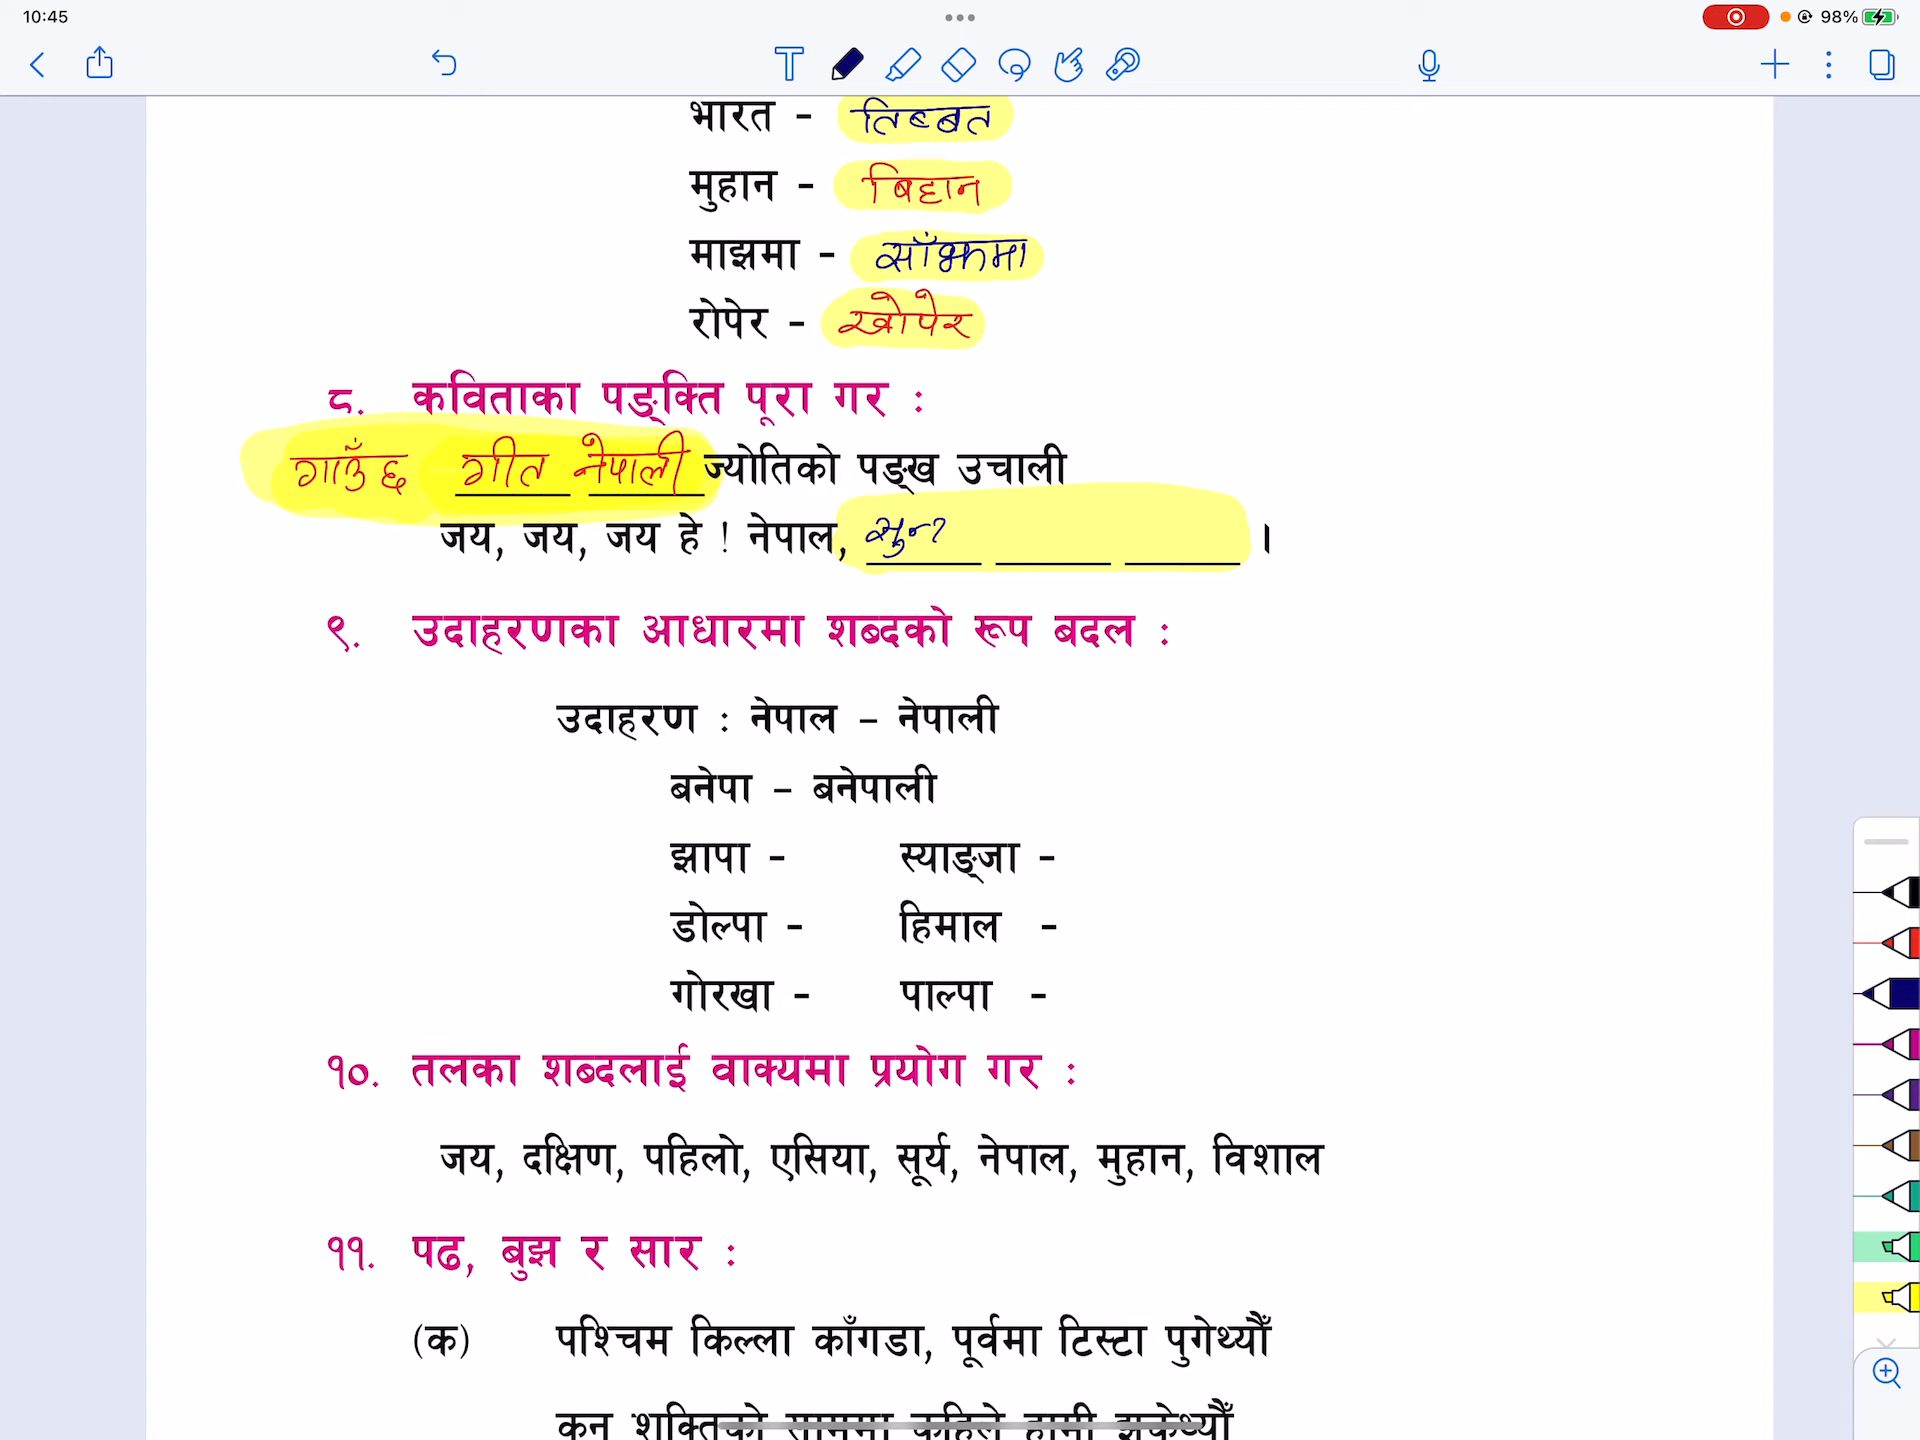 10:45
98%
भारत - तिब्बत
मुहान - बिहान
माझमा - साँझमा
रोपेर - खोपेर
८. कविताका पङ्क्ति पूरा गर :
गाउँछ गीत नेपाली ज्योतिको पङ्ख उचाली
जय, जय, जय हे ! नेपाल, ।
९. उदाहरणका आधारमा शब्दको रूप बदल :
उदाहरण : नेपाल – नेपाली
बनेपा – बनेपाली
झापा - स्याङ्जा -
डोल्पा - हिमाल -
गोरखा - पाल्पा -
१०. तलका शब्दलाई वाक्यमा प्रयोग गर :
जय, दक्षिण, पहिलो, एसिया, सूर्य, नेपाल, मुहान, विशाल
११. पढ, बुझ र सार :
(क) पश्चिम किल्ला काँगडा, पूर्वमा टिस्टा पुगेथ्यौँ
कुन शक्तिको सामुमा कहिले हामी झुकेथ्यौँ